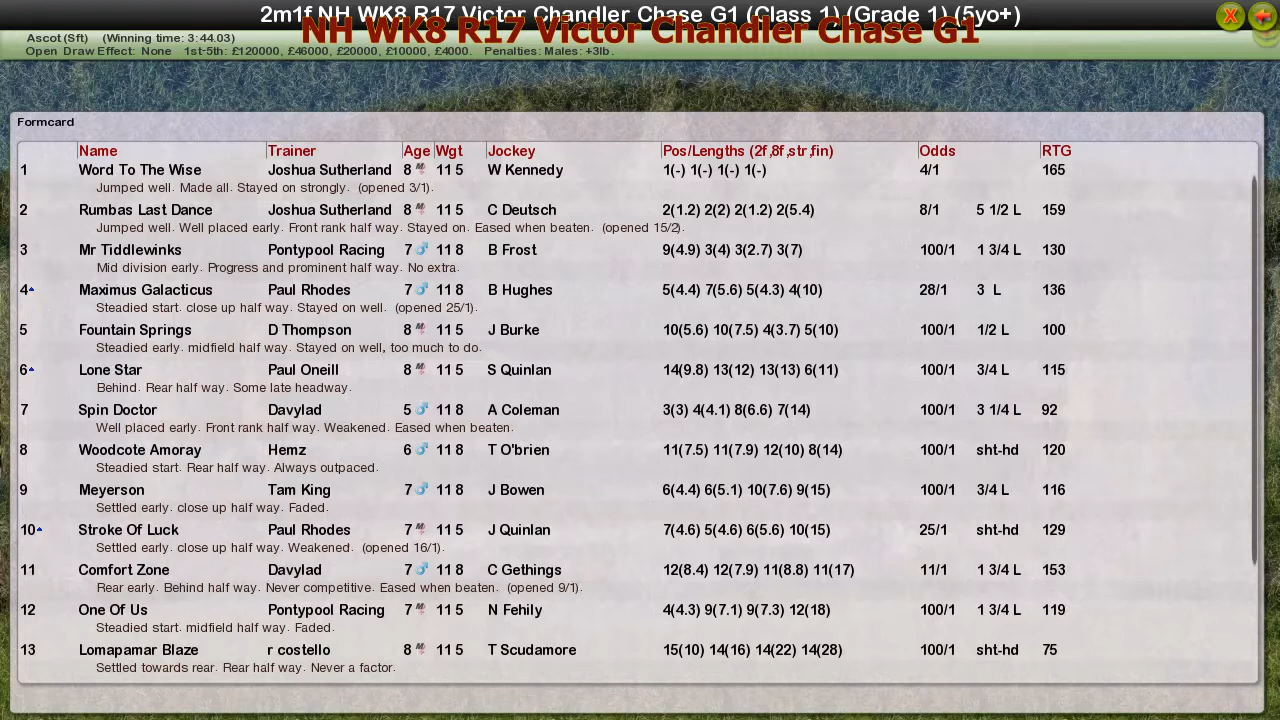 2m1f NH WK8 R17 Victor Chandler Chase G1 (Class 1) (Grade 1) (5yo+)
NH WK8 R17 Victor Chandler Chase G1
Ascot(Sft) (Winning time: 3:44.03)
Open Draw Effect: None 1st-5th: £120000, £46000, £20000, £10000, £4000. Penalties: Males: +3lb.
Formcard
Name Trainer Age Wgt Jockey Pos/Lengths (2f,8f,str,fin) Odds RTG
1 Word To The Wise Joshua Sutherland 8 11 5 W Kennedy 1(-) 1(-) 1(-) 1(-) 4/1 165
Jumped well. Made all. Stayed on strongly. (opened 3/1).
2 Rumbas Last Dance Joshua Sutherland 8 11 5 C Deutsch 2(1.2) 2(2) 2(1.2) 2(5.4) 8/1 5 1/2 L 159
Jumped well. Well placed early. Front rank half way. Stayed on. Eased when beaten. (opened 15/2).
3 Mr Tiddlewinks Pontypool Racing 7 11 8 B Frost 9(4.9) 3(4) 3(2.7) 3(7) 100/1 1 3/4 L 130
Mid division early. Progress and prominent half way. No extra.
4 Maximus Galacticus Paul Rhodes 7 11 8 B Hughes 5(4.4) 7(5.6) 5(4.3) 4(10) 28/1 3 L 136
Steadied start. close up half way. Stayed on well. (opened 25/1).
5 Fountain Springs D Thompson 8 11 5 J Burke 10(5.6) 10(7.5) 4(3.7) 5(10) 100/1 1/2 L 100
Steadied early. midfield half way. Stayed on well, too much to do.
6 Lone Star Paul Oneill 8 11 5 S Quinlan 14(9.8) 13(12) 13(13) 6(11) 100/1 3/4 L 115
Behind. Rear half way. Some late headway.
7 Spin Doctor Davylad 5 11 8 A Coleman 3(3) 4(4.1) 8(6.6) 7(14) 100/1 3 1/4 L 92
Well placed early. Front rank half way. Weakened. Eased when beaten.
8 Woodcote Amoray Hemz 6 11 8 T O'brien 11(7.5) 11(7.9) 12(10) 8(14) 100/1 sht-hd 120
Steadied start. Rear half way. Always outpaced.
9 Meyerson Tam King 7 11 8 J Bowen 6(4.4) 6(5.1) 10(7.6) 9(15) 100/1 3/4 L 116
Settled early. close up half way. Faded.
10 Stroke Of Luck Paul Rhodes 7 11 5 J Quinlan 7(4.6) 5(4.6) 6(5.6) 10(15) 25/1 sht-hd 129
Settled early. close up half way. Weakened. (opened 16/1).
11 Comfort Zone Davylad 7 11 8 C Gethings 12(8.4) 12(7.9) 11(8.8) 11(17) 11/1 1 3/4 L 153
Rear early. Behind half way. Never competitive. Eased when beaten. (opened 9/1).
12 One Of Us Pontypool Racing 7 11 5 N Fehily 4(4.3) 9(7.1) 9(7.3) 12(18) 100/1 1 3/4 L 119
Steadied start. midfield half way. Faded.
13 Lomapamar Blaze r costello 8 11 5 T Scudamore 15(10) 14(16) 14(22) 14(28) 100/1 sht-hd 75
Settled towards rear. Rear half way. Never a factor.